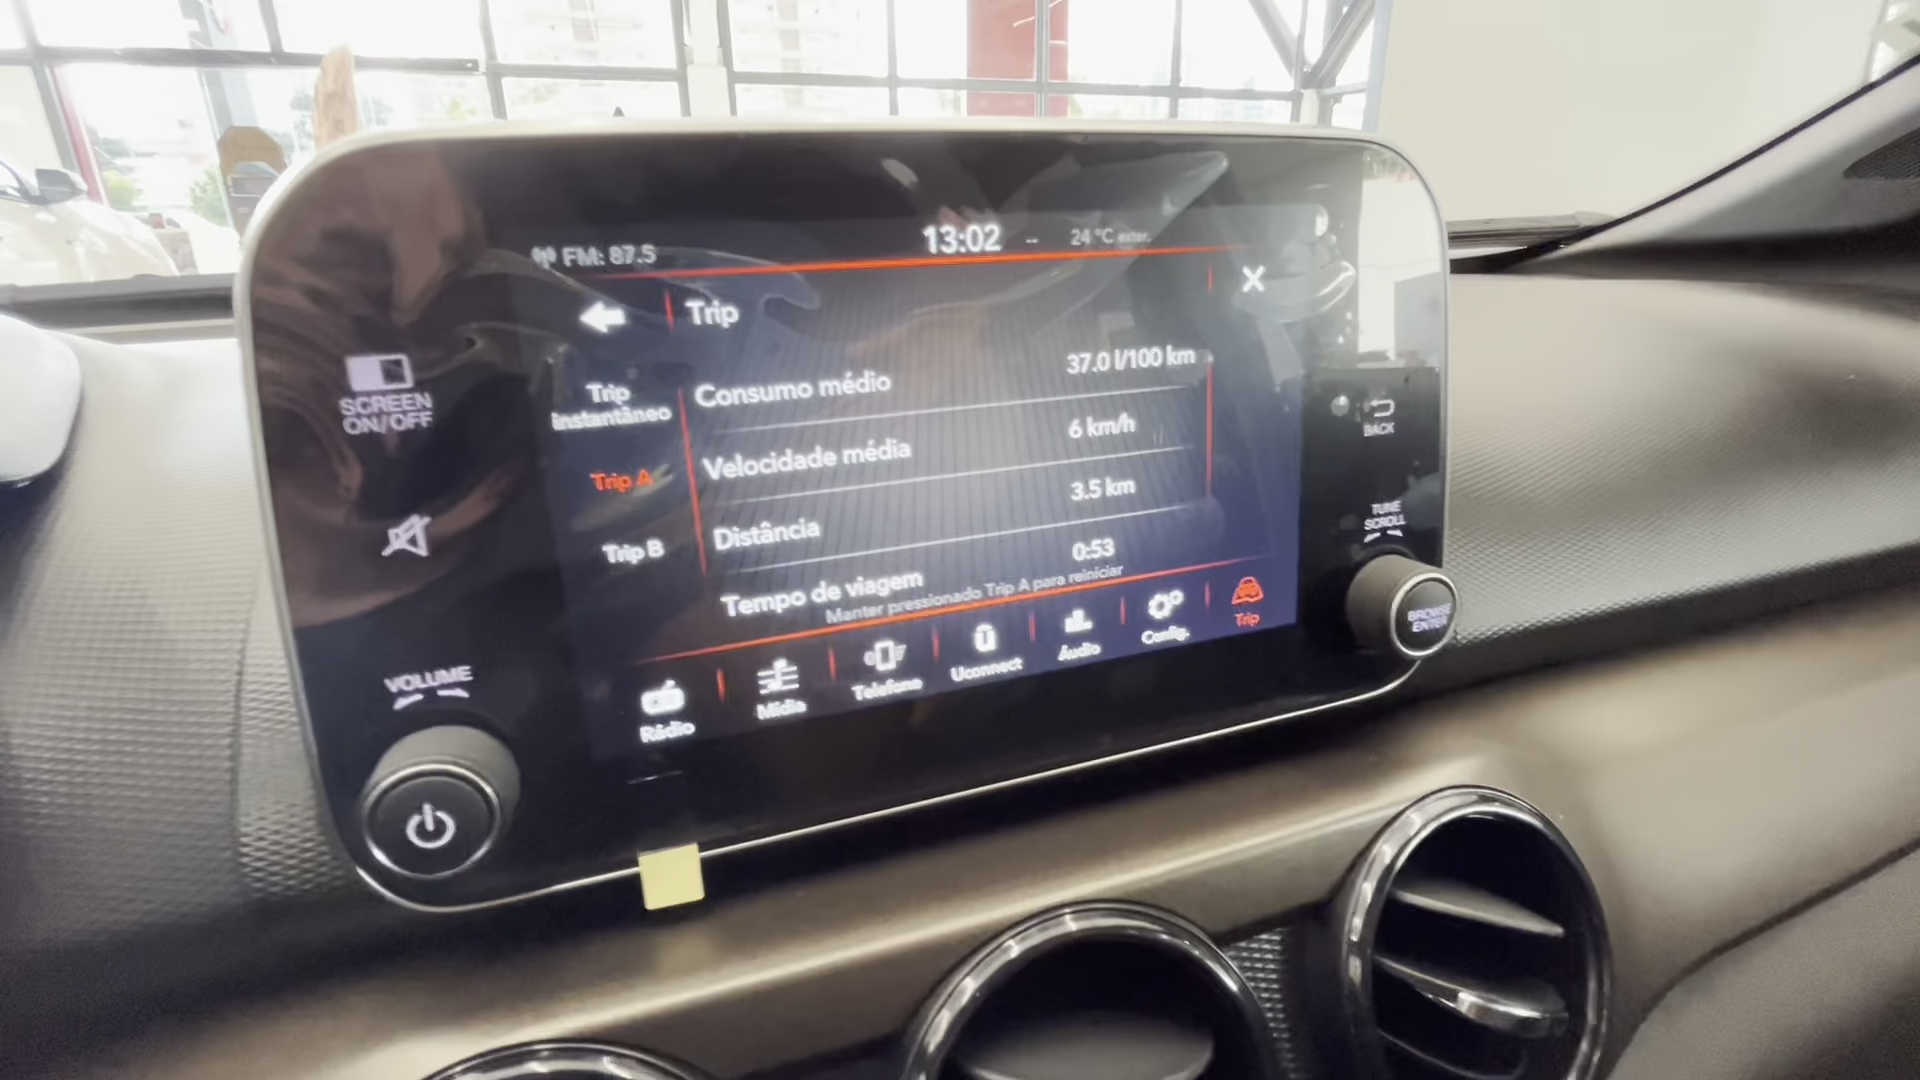 FM: 87.5
13:02 -- 24 °C exter.
Trip
Trip instantâneo
Trip A
Trip B
Consumo médio 37.0 l/100 km
Velocidade média 6 km/h
Distância 3.5 km
Tempo de viagem 0:53
Manter pressionado Trip A para reiniciar
Rádio
Mídia
Telefone
Uconnect
Áudio
Config.
Trip
SCREEN
ON/OFF
VOLUME
BACK
TUNE
SCROLL
BROWSE
ENTER